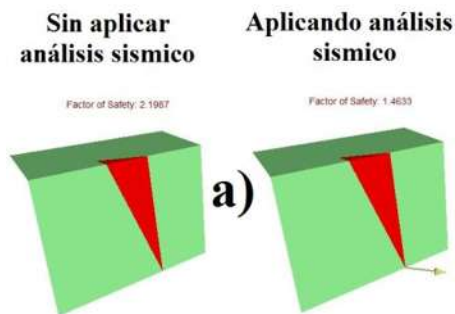 Sin aplicar
análisis sismico
Factor of Safety: 2.1987
Aplicando análisis
sismico
Factor of Safety: 1.4633
a)